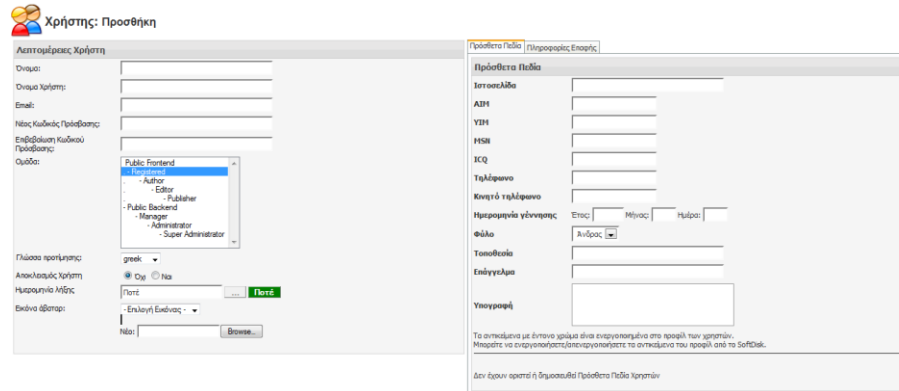 Χρήστης: Προσθήκη
Λεπτομέρειες Χρήστη
Όνομα:
Όνομα Χρήστη:
Email:
Νέος Κωδικός Πρόσβασης:
Επιβεβαίωση Κωδικού
Πρόσβασης:
Ομάδα:
Public Frontend
- Registered
. - Author
. - Editor
. - Publisher
- Public Backend
- Manager
- Administrator
- Super Administrator
Γλώσσα προτίμησης:
greek
Αποκλεισμός Χρήστη
Όχι Ναι
Ημερομηνία λήξης
Ποτέ ... Ποτέ
Εικόνα άβαταρ:
- Επιλογή Εικόνας -
Νέο: Browse...
Πρόσθετα Πεδία Πληροφορίες Επαφής
Πρόσθετα Πεδία
Ιστοσελίδα
AIM
YIM
MSN
ICQ
Τηλέφωνο
Κινητό τηλέφωνο
Ημερομηνία γέννησης Έτος: Μήνας: Ημέρα:
Φύλο Άνδρας
Τοποθεσία
Επάγγελμα
Υπογραφή
Τα αντικείμενα με έντονο χρώμα είναι ενεργοποιημένα στο προφίλ των χρηστών.
Μπορείτε να ενεργοποιήσετε/απενεργοποιήσετε τα αντικείμενα του προφίλ από το SoftDisk.
Δεν έχουν οριστεί ή δημοσιευθεί Πρόσθετα Πεδία Χρηστών